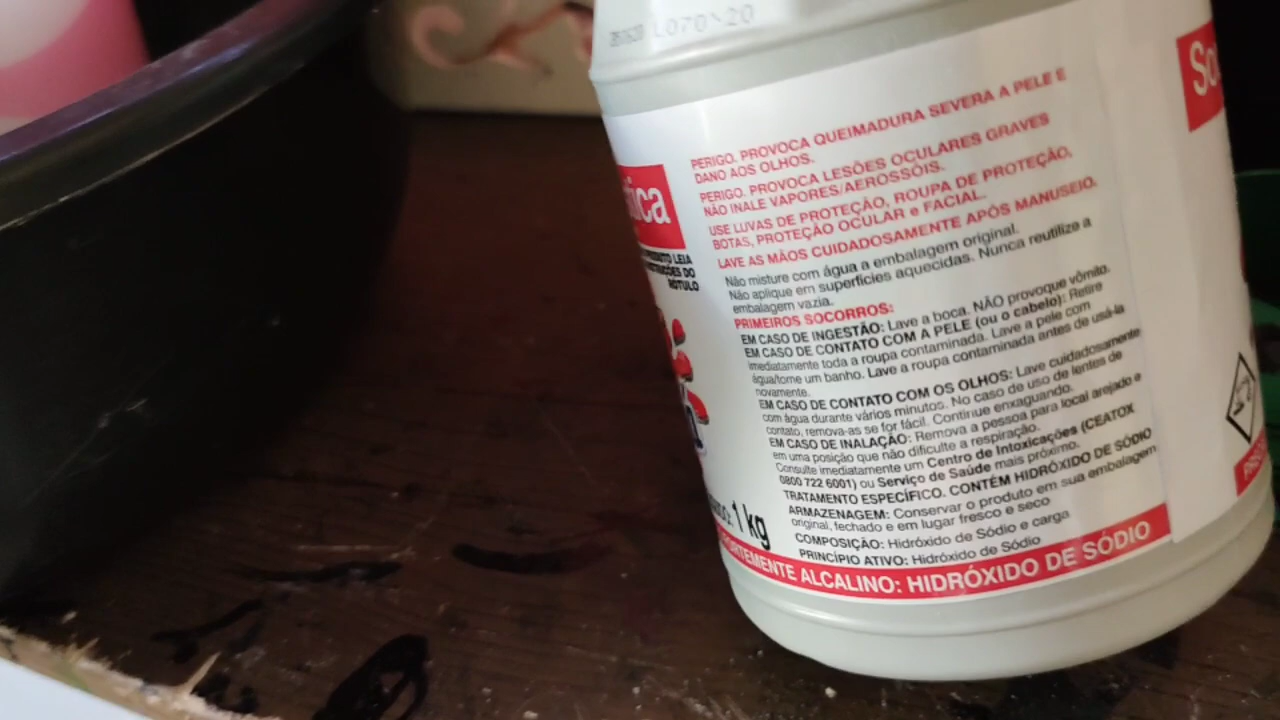 L070 20
PERIGO. PROVOCA QUEIMADURA SEVERA A PELE E
DANO AOS OLHOS.
PERIGO. PROVOCA LESÕES OCULARES GRAVES
NÃO INALE VAPORES/AEROSSÓIS.
USE LUVAS DE PROTEÇÃO, ROUPA DE PROTEÇÃO,
BOTAS, PROTEÇÃO OCULAR e FACIAL.
LAVE AS MÃOS CUIDADOSAMENTE APÓS MANUSEIO.
Não misture com água a embalagem original.
Não aplique em superfícies aquecidas. Nunca reutilize a
embalagem vazia.
PRIMEIROS SOCORROS:
EM CASO DE INGESTÃO: Lave a boca. NÃO provoque vômito.
EM CASO DE CONTATO COM A PELE (ou o cabelo): Retire
imediatamente toda a roupa contaminada. Lave a pele com
água/tome um banho. Lave a roupa contaminada antes de usá-la
novamente.
EM CASO DE CONTATO COM OS OLHOS: Lave cuidadosamente
com água durante vários minutos. No caso de uso de lentes de
contato, remova-as se for fácil. Continue enxaguando.
EM CASO DE INALAÇÃO: Remova a pessoa para local arejado e
em uma posição que não dificulte a respiração.
Consulte imediatamente um Centro de Intoxicações (CEATOX
0800 722 6001) ou Serviço de Saúde mais próximo.
TRATAMENTO ESPECÍFICO. CONTÉM HIDRÓXIDO DE SÓDIO
ARMAZENAGEM: Conservar o produto em sua embalagem
original, fechado e em lugar fresco e seco
COMPOSIÇÃO: Hidróxido de Sódio e carga
PRINCÍPIO ATIVO: Hidróxido de Sódio
ALCALINO: HIDRÓXIDO DE SÓDIO
LEIA
DO
RÓTULO
1 kg